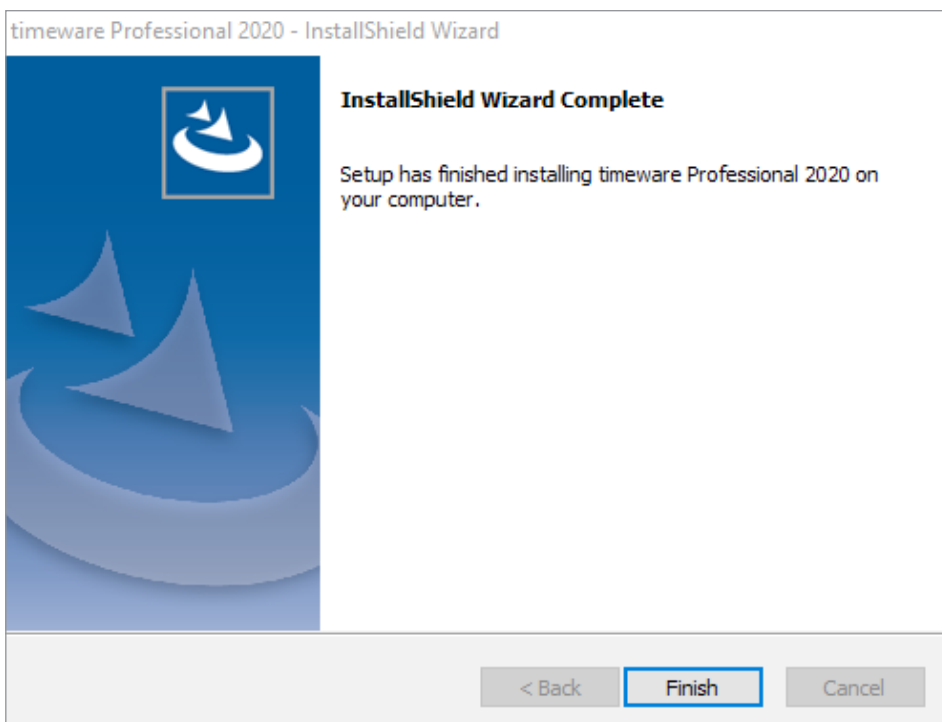 timeware Professional 2020 - InstallShield Wizard
InstallShield Wizard Complete
Setup has finished installing timeware Professional 2020 on
your computer.
< Back
Finish
Cancel